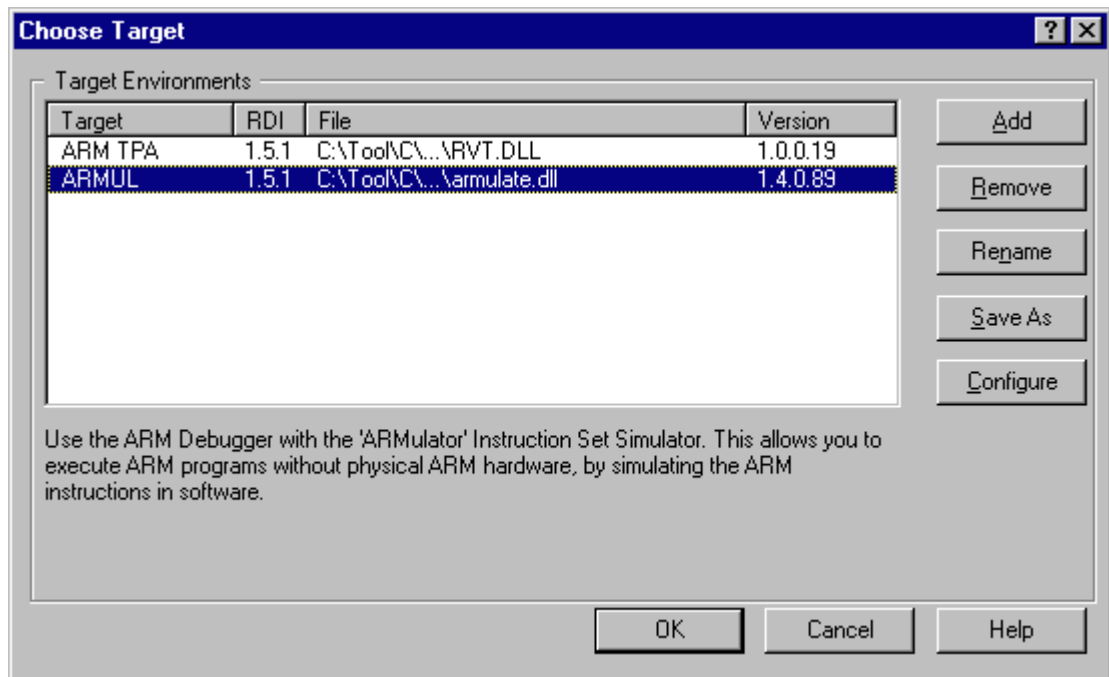 Choose Target
Target Environments
Target RDI File Version
ARM TPA 1.5.1 C:\Tool\C\...\RVT.DLL 1.0.0.19
ARMUL 1.5.1 C:\Tool\C\...\armulate.dll 1.4.0.89
Add
Remove
Rename
Save As
Configure
Use the ARM Debugger with the 'ARMulator' Instruction Set Simulator. This allows you to
execute ARM programs without physical ARM hardware, by simulating the ARM
instructions in software.
OK Cancel Help